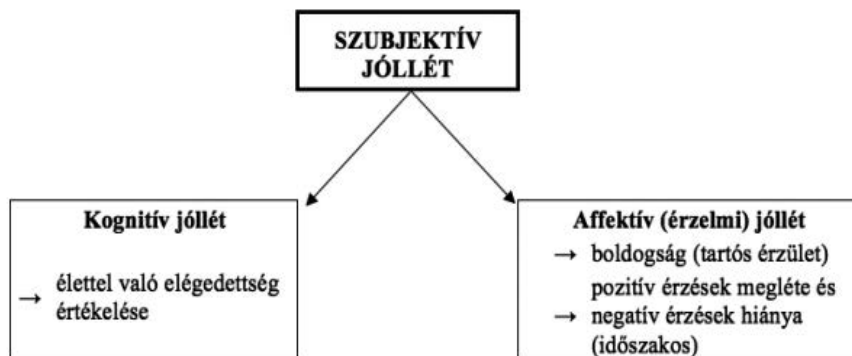 SZUBJEKTÍV
JÓLLÉT
Kognitív jóllét
→ élettel való elégedettség
értékelése
Affektív (érzelmi) jóllét
→ boldogság (tartós érzület)
pozitív érzések megléte és
→ negatív érzések hiánya
(időszakos)